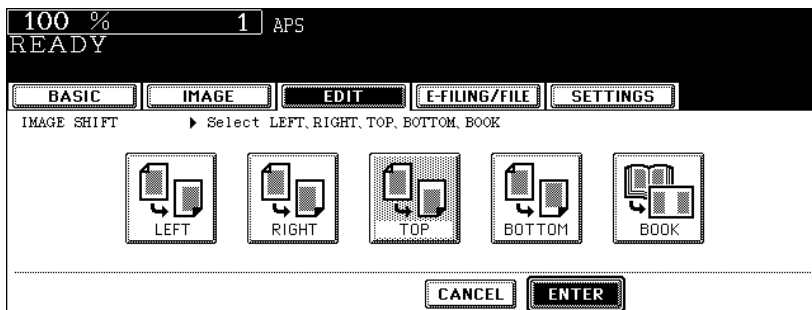 100 % 1 APS
READY
BASIC IMAGE EDIT E-FILING/FILE SETTINGS
IMAGE SHIFT ▶ Select LEFT, RIGHT, TOP, BOTTOM, BOOK
LEFT RIGHT TOP BOTTOM BOOK
CANCEL ENTER